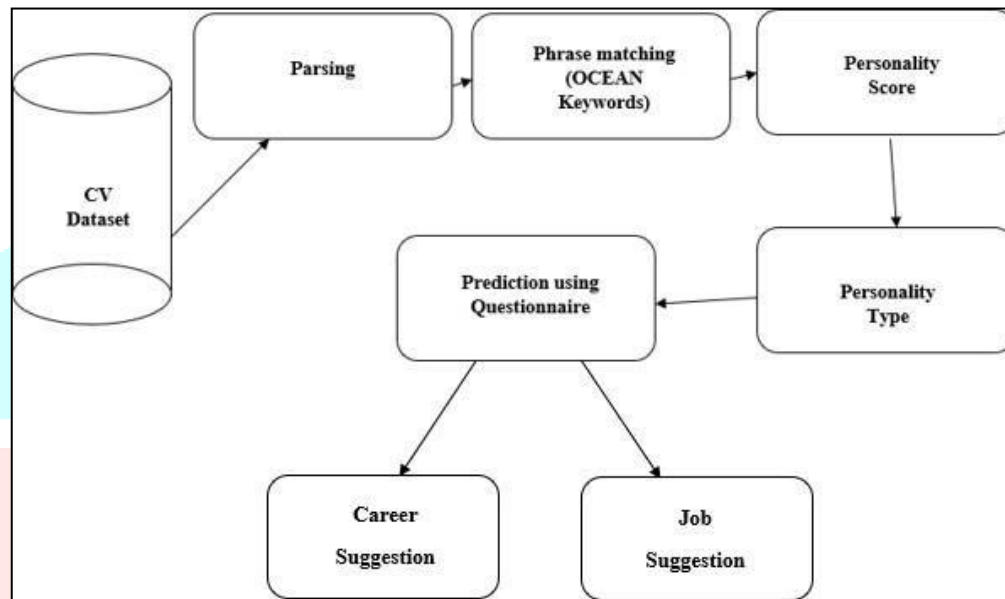 CV
Dataset
Parsing
Phrase matching
(OCEAN
Keywords)
Personality
Score
Personality
Type
Prediction using
Questionnaire
Career
Suggestion
Job
Suggestion